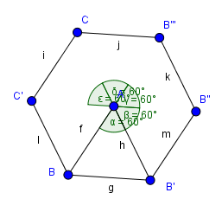 C
B'''
j
i
k
C'
B''
δ = 60°
ε = 60°
γ = 60°
β = 60°
α = 60°
f
h
l
m
B
g
B'